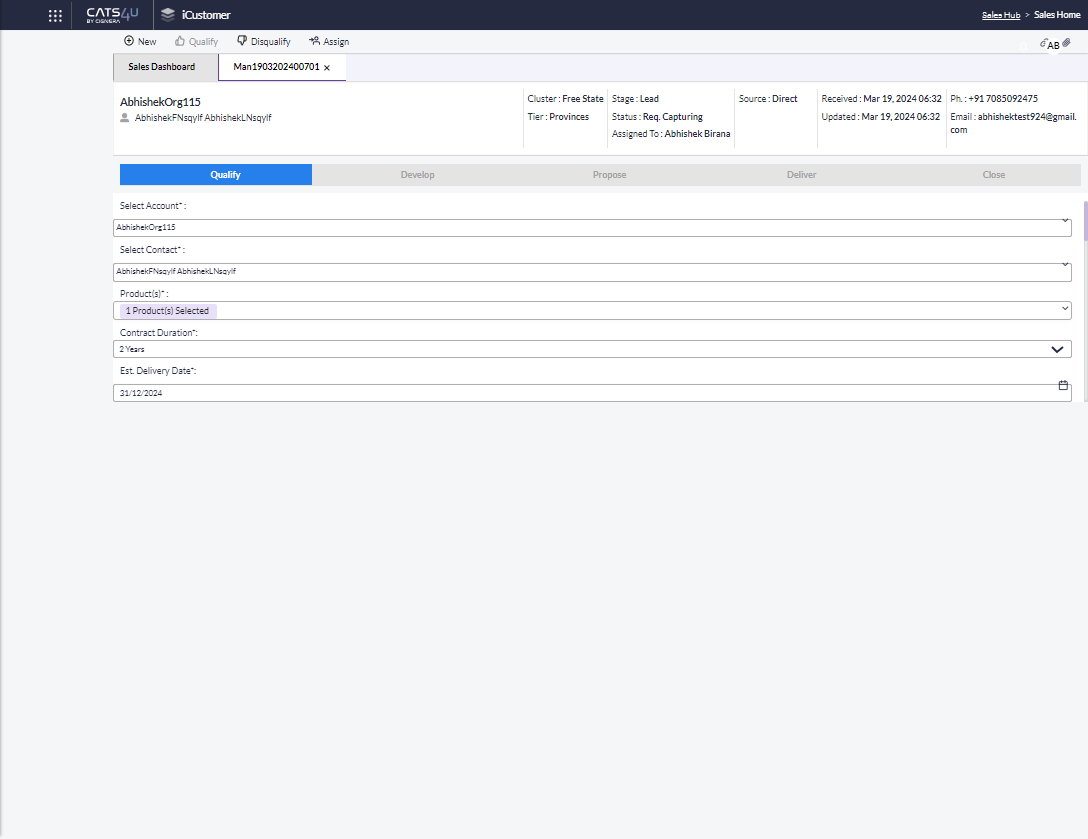 CATS4U
BY CISNERA
iCustomer
Sales Hub > Sales Home
New Qualify Disqualify Assign
AB
Sales Dashboard
Man1903202400701 ×
AbhishekOrg115
AbhishekFNsqylf AbhishekLNsqylf
Cluster : Free State
Tier : Provinces
Stage : Lead
Status : Req. Capturing
Assigned To : Abhishek Birana
Source : Direct
Received : Mar 19, 2024 06:32
Updated : Mar 19, 2024 06:32
Ph. : +91 7085092475
Email : abhishektest924@gmail.
com
Qualify Develop Propose Deliver Close
Select Account* :
AbhishekOrg115
Select Contact* :
AbhishekFNsqylf AbhishekLNsqylf
Product(s)* :
1 Product(s) Selected
Contract Duration*:
2 Years
Est. Delivery Date*:
31/12/2024